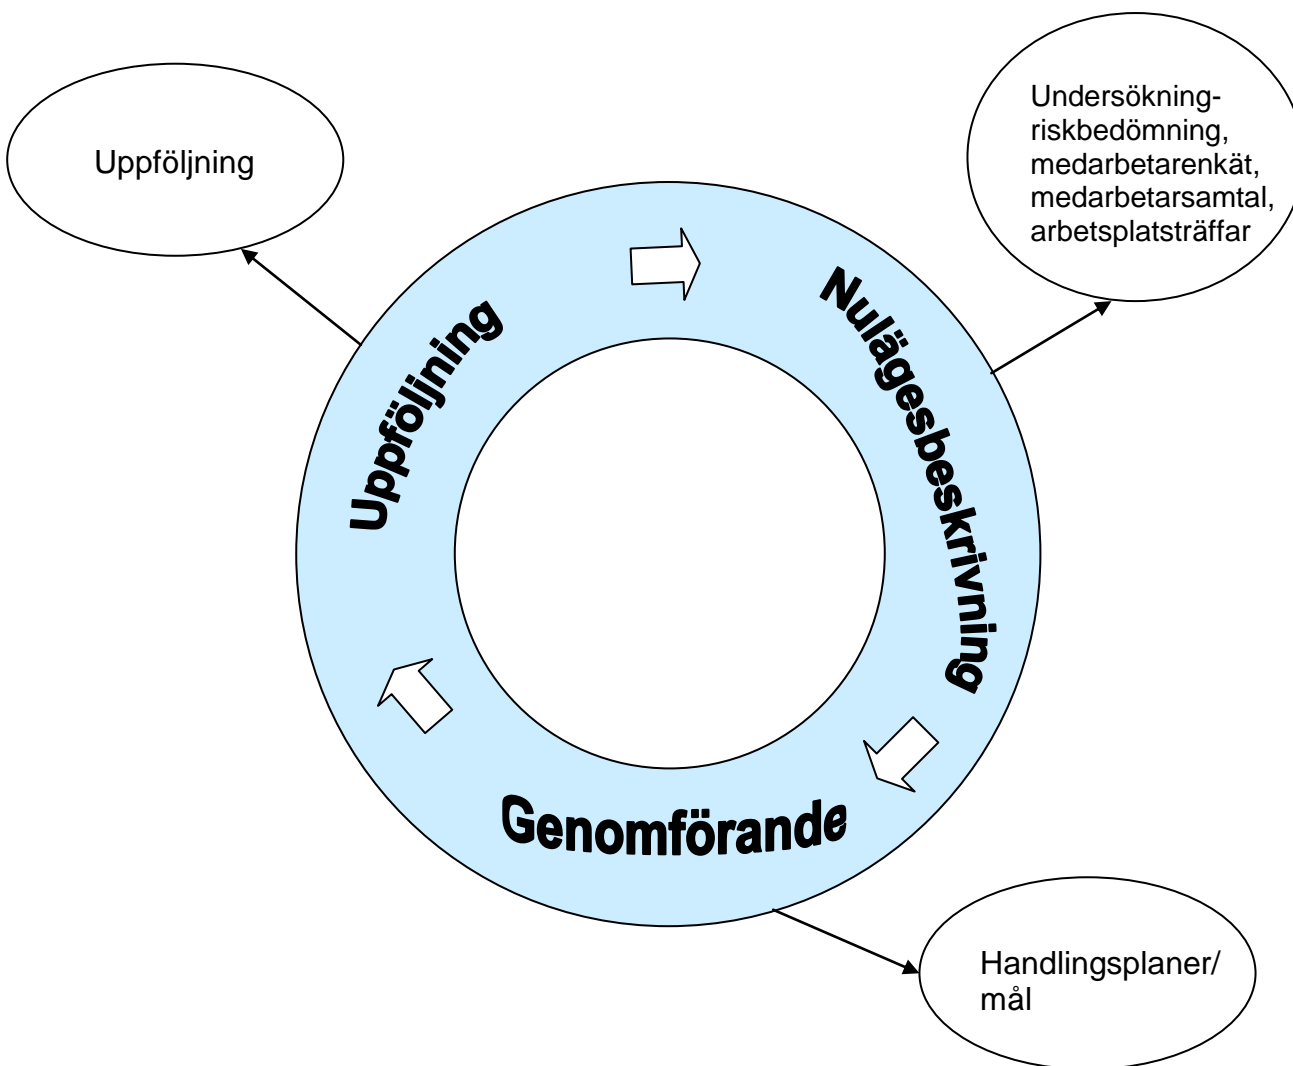 Uppföljning
Undersökning-
riskbedömning,
medarbetarenkät,
medarbetarsamtal,
arbetsplatsträffar
Uppföljning
Nulägesbeskrivning
Genomförande
Handlingsplaner/
mål